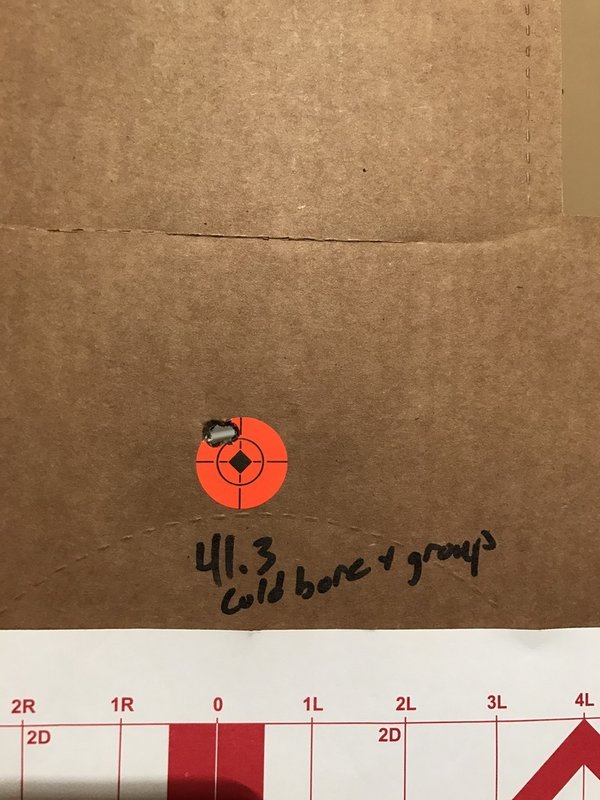 41.3
cold bore + groups
2R 1R 0 1L 2L 3L 4L
2D 2D